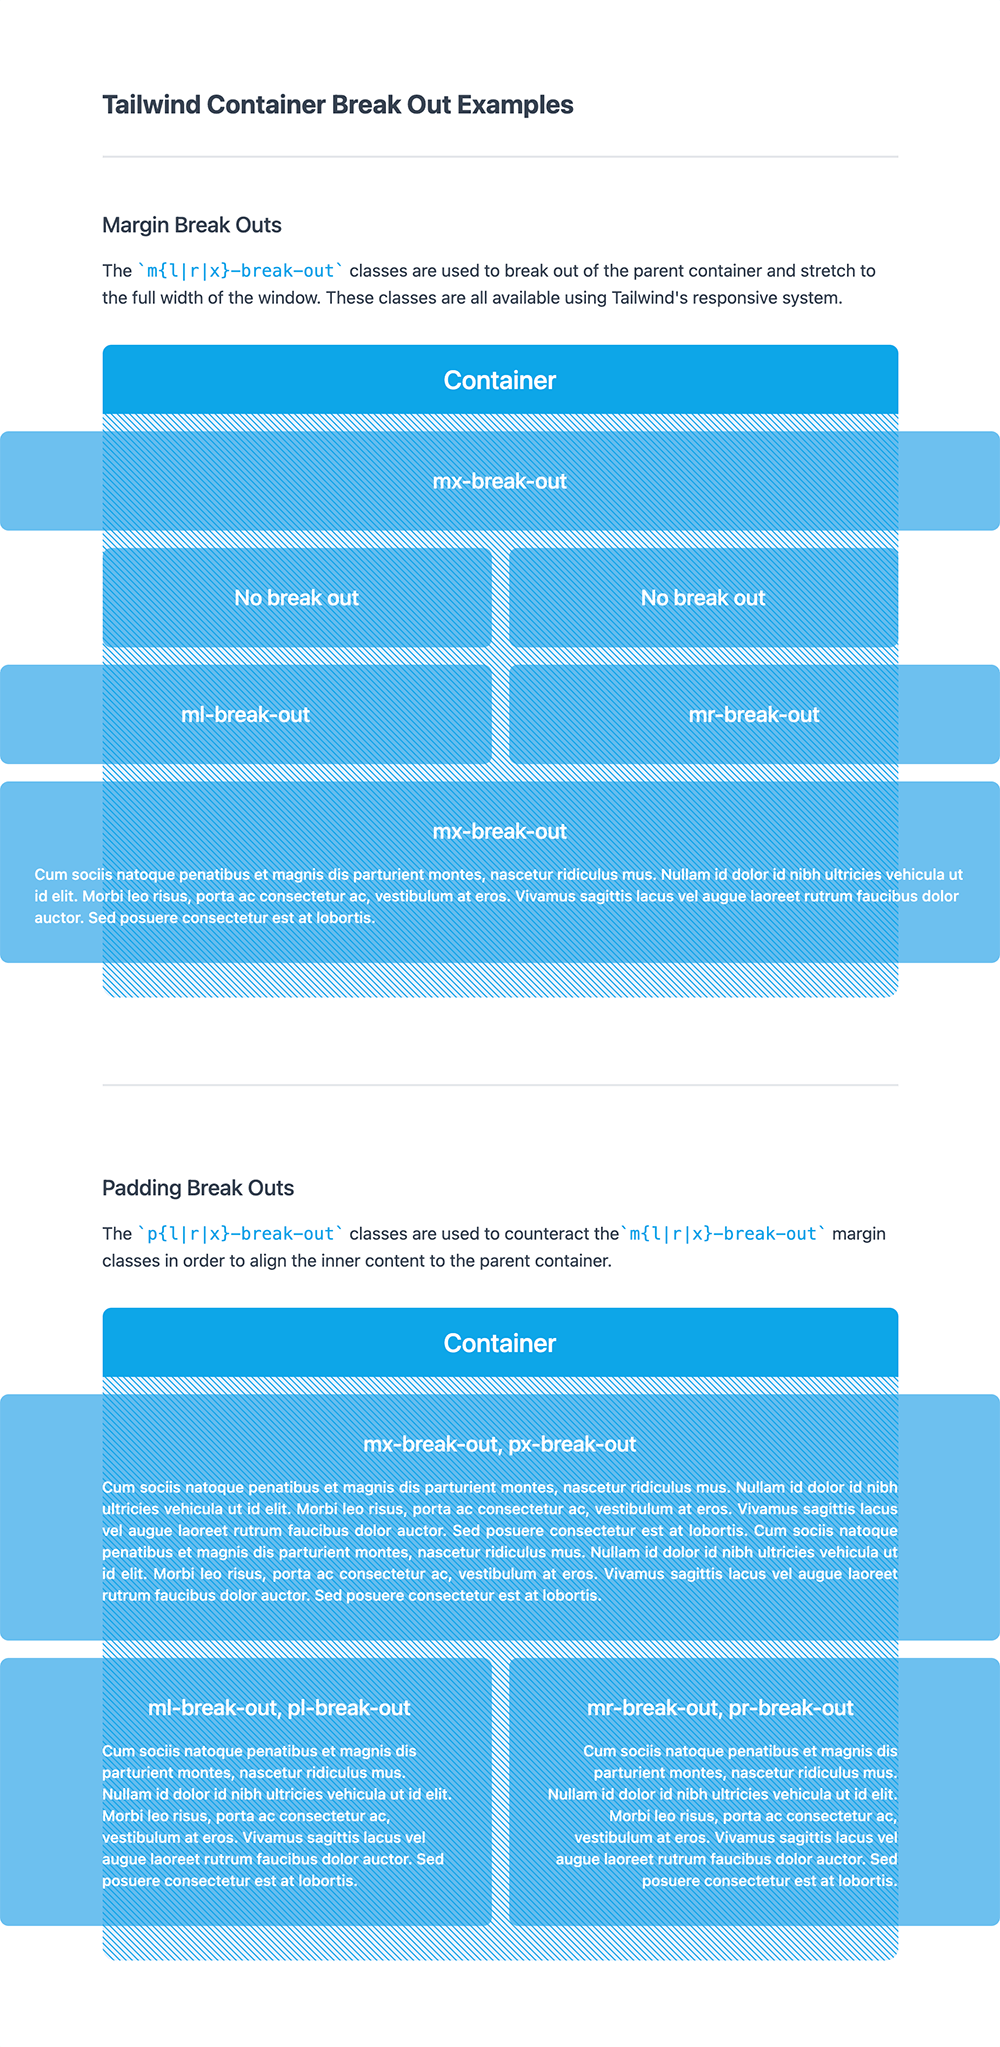 Tailwind Container Break Out Examples
Margin Break Outs
The `m{l|r|x}-break-out` classes are used to break out of the parent container and stretch to
the full width of the window. These classes are all available using Tailwind's responsive system.
Container
mx-break-out
No break out
No break out
ml-break-out
mr-break-out
mx-break-out
Cum sociis natoque penatibus et magnis dis parturient montes, nascetur ridiculus mus. Nullam id dolor id nibh ultricies vehicula ut
id elit. Morbi leo risus, porta ac consectetur ac, vestibulum at eros. Vivamus sagittis lacus vel augue laoreet rutrum faucibus dolor
auctor. Sed posuere consectetur est at lobortis.
Padding Break Outs
The `p{l|r|x}-break-out` classes are used to counteract the`m{l|r|x}-break-out` margin
classes in order to align the inner content to the parent container.
Container
mx-break-out, px-break-out
Cum sociis natoque penatibus et magnis dis parturient montes, nascetur ridiculus mus. Nullam id dolor id nibh
ultricies vehicula ut id elit. Morbi leo risus, porta ac consectetur ac, vestibulum at eros. Vivamus sagittis lacus
vel augue laoreet rutrum faucibus dolor auctor. Sed posuere consectetur est at lobortis. Cum sociis natoque
penatibus et magnis dis parturient montes, nascetur ridiculus mus. Nullam id dolor id nibh ultricies vehicula ut
id elit. Morbi leo risus, porta ac consectetur ac, vestibulum at eros. Vivamus sagittis lacus vel augue laoreet
rutrum faucibus dolor auctor. Sed posuere consectetur est at lobortis.
ml-break-out, pl-break-out
Cum sociis natoque penatibus et magnis dis
parturient montes, nascetur ridiculus mus.
Nullam id dolor id nibh ultricies vehicula ut id elit.
Morbi leo risus, porta ac consectetur ac,
vestibulum at eros. Vivamus sagittis lacus vel
augue laoreet rutrum faucibus dolor auctor. Sed
posuere consectetur est at lobortis.
mr-break-out, pr-break-out
Cum sociis natoque penatibus et magnis dis
parturient montes, nascetur ridiculus mus.
Nullam id dolor id nibh ultricies vehicula ut id elit.
Morbi leo risus, porta ac consectetur ac,
vestibulum at eros. Vivamus sagittis lacus vel
augue laoreet rutrum faucibus dolor auctor. Sed
posuere consectetur est at lobortis.